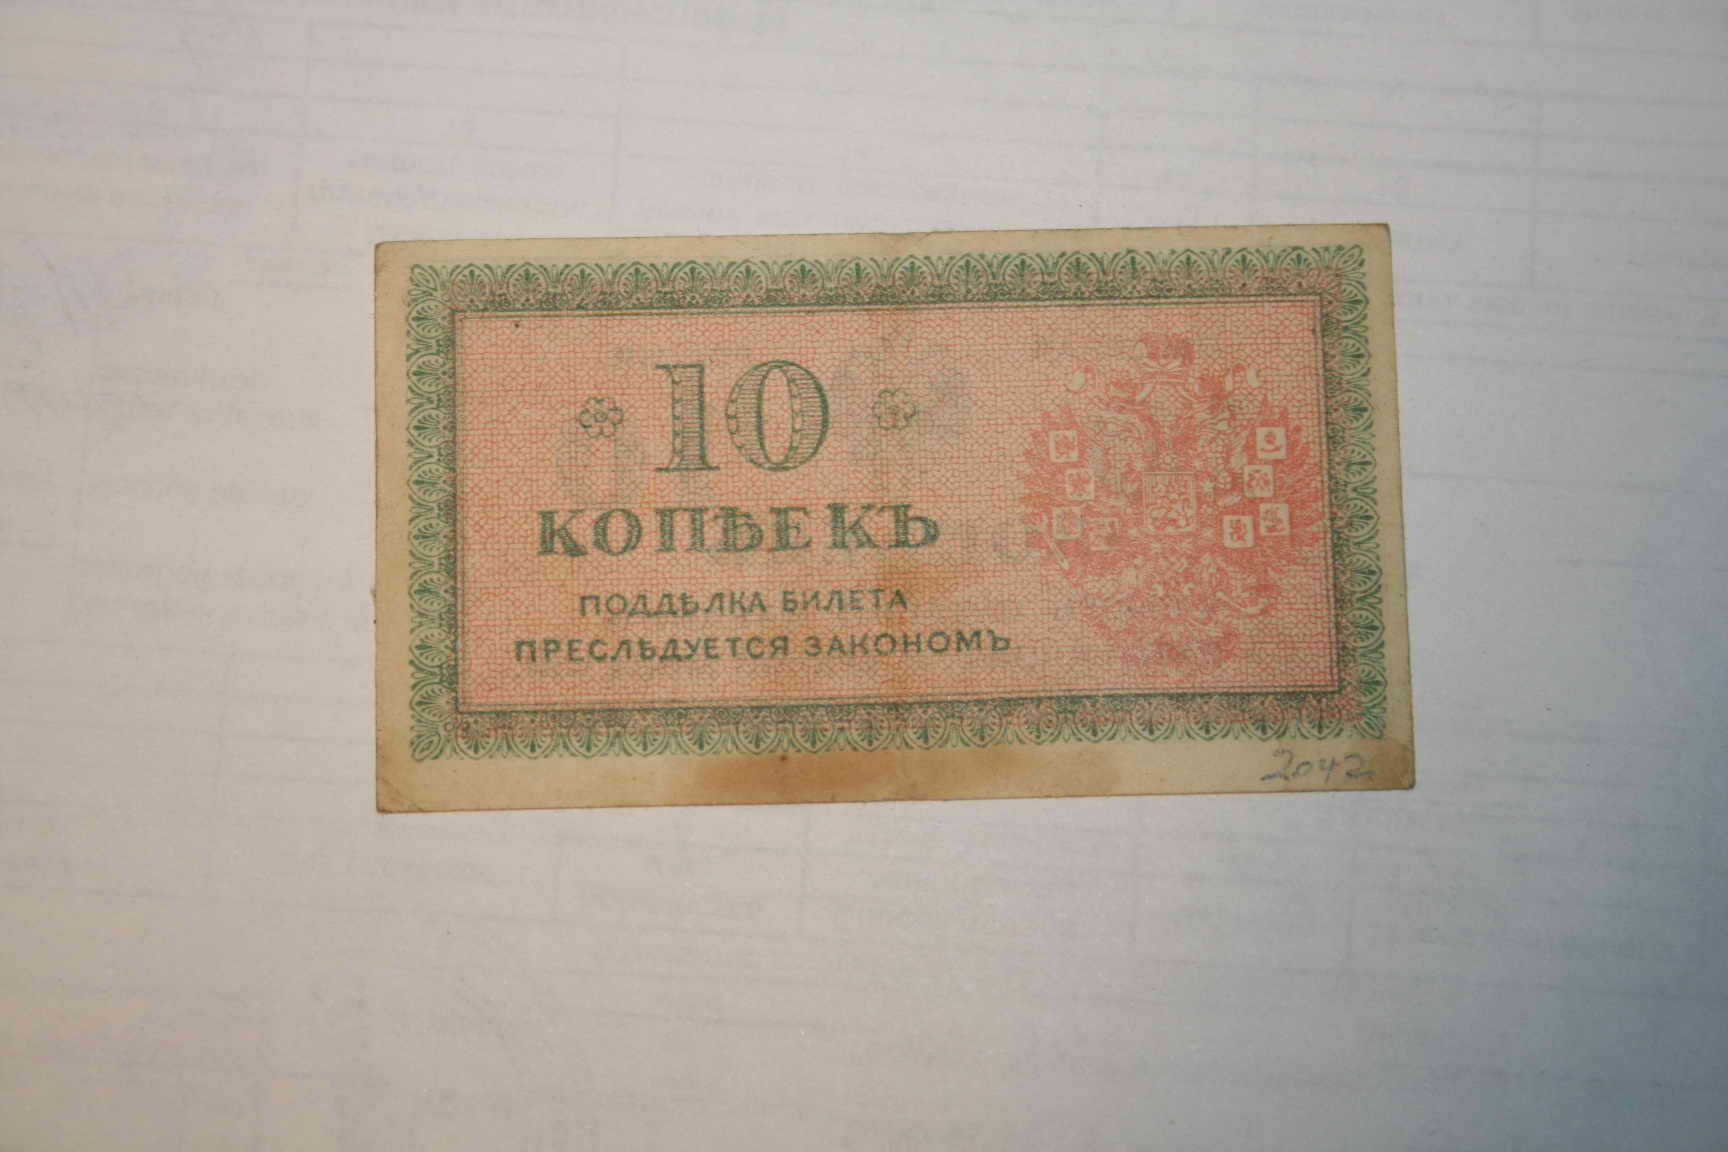 10
КОПѢЕКЪ
ПОДДѢЛКА БИЛЕТА
ПРЕСЛѢДУЕТСЯ ЗАКОНОМЪ
2042